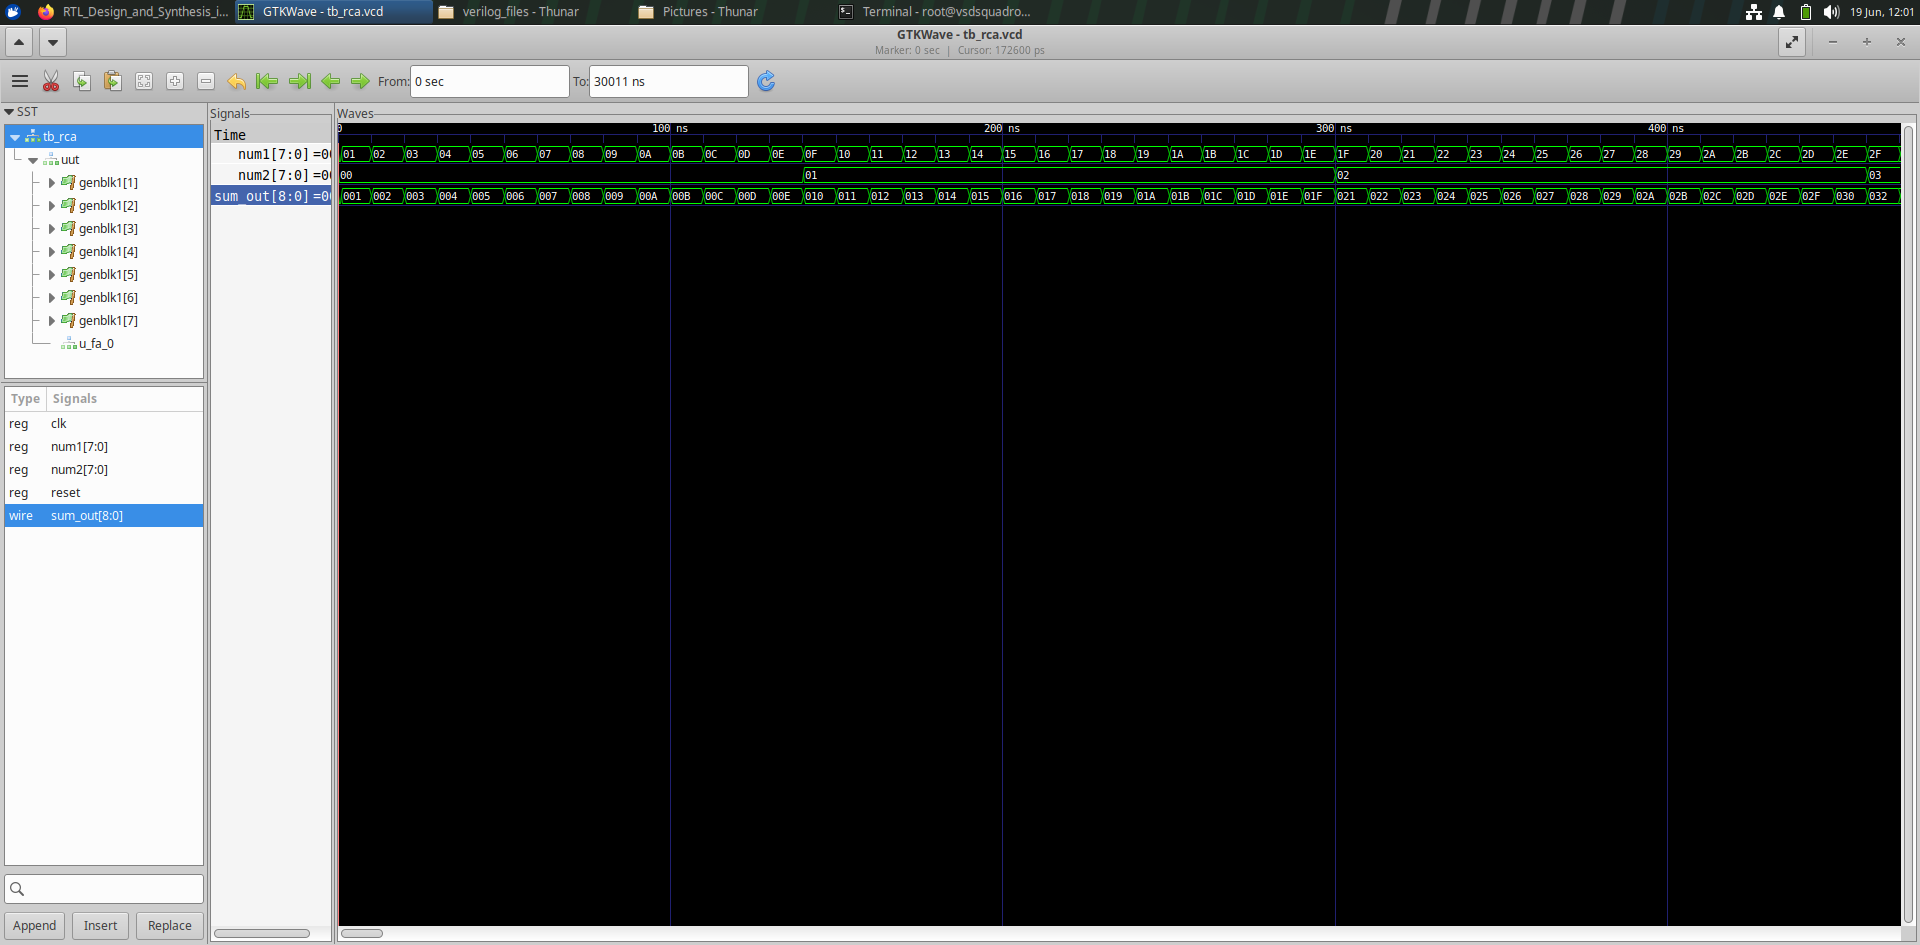 RTL_Design_and_Synthesis_i... GTKWave - tb_rca.vcd verilog_files - Thunar Pictures - Thunar Terminal - root@vsdsquadro... 19 Jun, 12:01
GTKWave - tb_rca.vcd
Marker: 0 sec | Cursor: 172600 ps
From: 0 sec To: 30011 ns
SST
tb_rca
uut
genblk1[1]
genblk1[2]
genblk1[3]
genblk1[4]
genblk1[5]
genblk1[6]
genblk1[7]
u_fa_0
Type Signals
reg clk
reg num1[7:0]
reg num2[7:0]
reg reset
wire sum_out[8:0]
Append Insert Replace
Signals
Time
num1[7:0] =0
num2[7:0] =0
sum_out[8:0] =0
Waves
0 100 ns 200 ns 300 ns 400 ns
01 02 03 04 05 06 07 08 09 0A 0B 0C 0D 0E 0F 10 11 12 13 14 15 16 17 18 19 1A 1B 1C 1D 1E 1F 20 21 22 23 24 25 26 27 28 29 2A 2B 2C 2D 2E 2F
00 01 02 03
001 002 003 004 005 006 007 008 009 00A 00B 00C 00D 00E 010 011 012 013 014 015 016 017 018 019 01A 01B 01C 01D 01E 01F 021 022 023 024 025 026 027 028 029 02A 02B 02C 02D 02E 02F 030 032